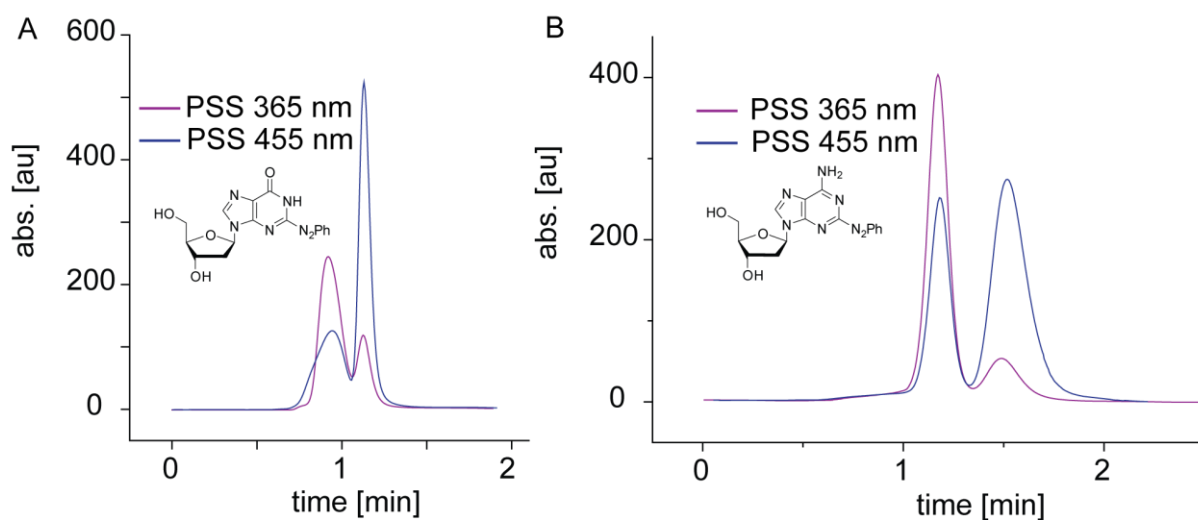 A
600
400
200
0
abs. [au]
PSS 365 nm
PSS 455 nm
O
N
NH
N
N
N₂Ph
HO
O
OH
0
1
2
time [min]
B
400
200
0
abs. [au]
PSS 365 nm
PSS 455 nm
NH₂
N
N
N
N
N₂Ph
HO
O
OH
0
1
2
time [min]